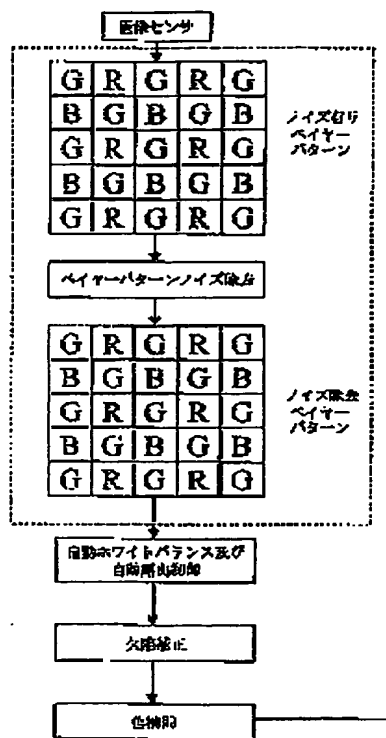 画像センサ
G R G R G
B G B G B
G R G R G
B G B G B
G R G R G
ノイズ有り
ベイヤー
パターン
ベイヤーパターンノイズ除去
G R G R G
B G B G B
G R G R G
B G B G B
G R G R G
ノイズ除去
ベイヤー
パターン
自動ホワイトバランス及び
自動露出制御
欠陥補正
色補間